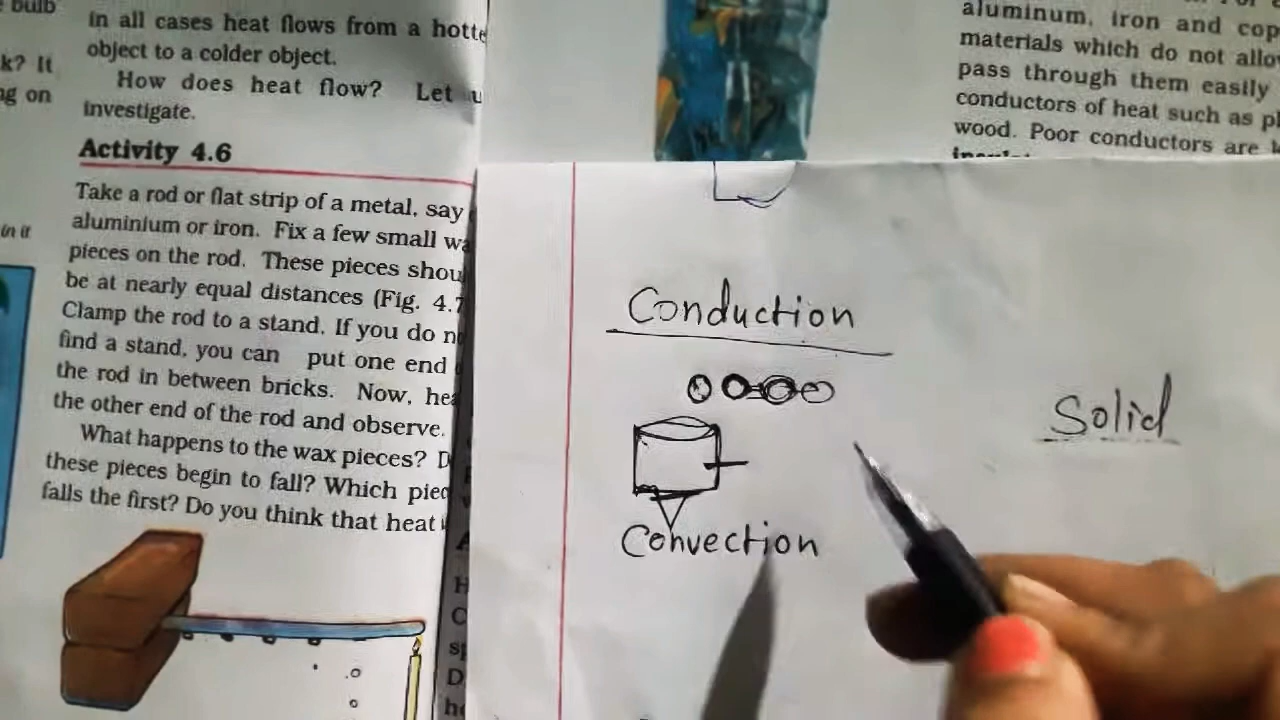 bulb
k? It
ng on
in it
in all cases heat flows from a hotte
object to a colder object.
How does heat flow? Let u
investigate.
Activity 4.6
Take a rod or flat strip of a metal, say
aluminium or iron. Fix a few small wa
pieces on the rod. These pieces shou
be at nearly equal distances (Fig. 4.7
Clamp the rod to a stand. If you do n
find a stand, you can put one end
the rod in between bricks. Now, hea
the other end of the rod and observe.
What happens to the wax pieces? D
these pieces begin to fall? Which piec
falls the first? Do you think that heat i
aluminum, iron and cop
materials which do not allo
pass through them easily
conductors of heat such as pl
wood. Poor conductors are
Conduction
Solid
Convection